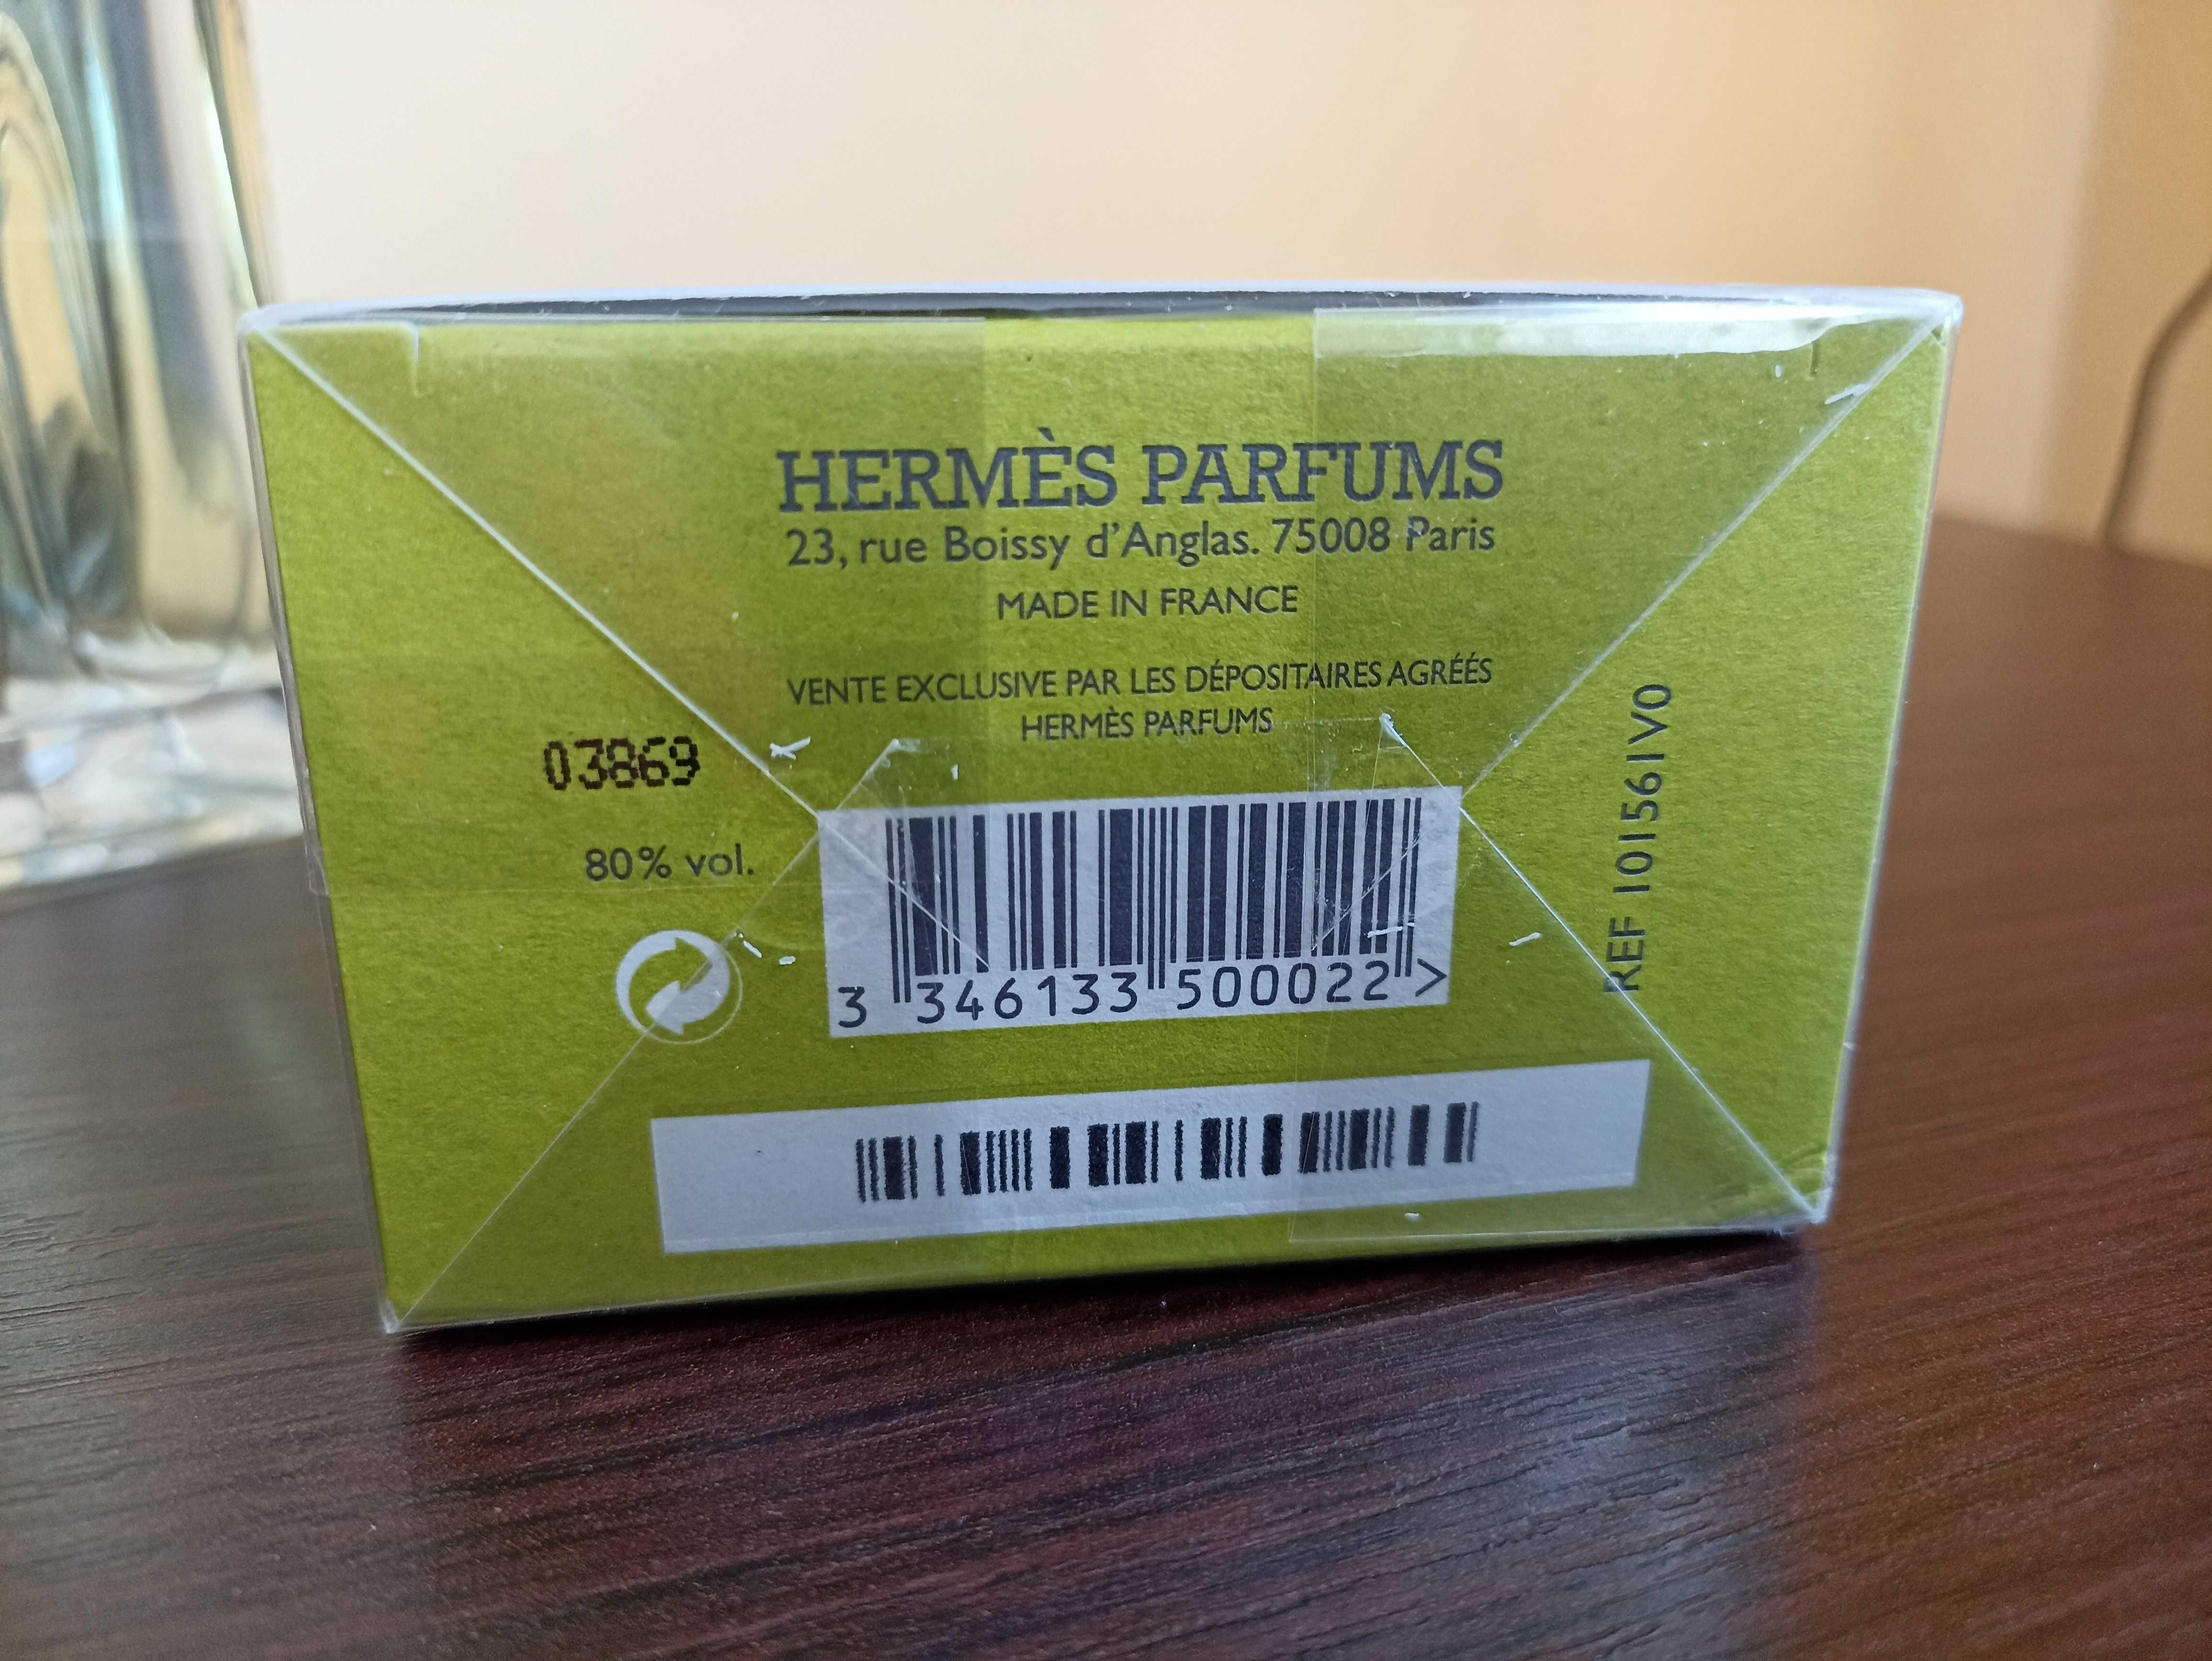 HERMÈS PARFUMS
23, rue Boissy d'Anglas. 75008 Paris
MADE IN FRANCE
VENTE EXCLUSIVE PAR LES DÉPOSITAIRES AGRÉÉS
HERMÈS PARFUMS
03869
80% vol.
3 346133 500022 >
REF 101561V0